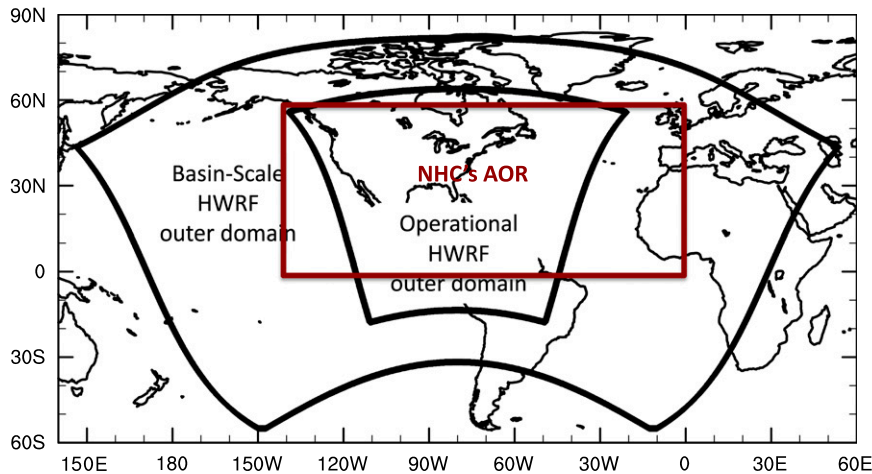 90N
60N
30N
0
30S
60S
Basin-Scale
HWRF
outer domain
NHC's AOR
Operational
HWRF
outer domain
150E 180 150W 120W 90W 60W 30W 0 30E 60E